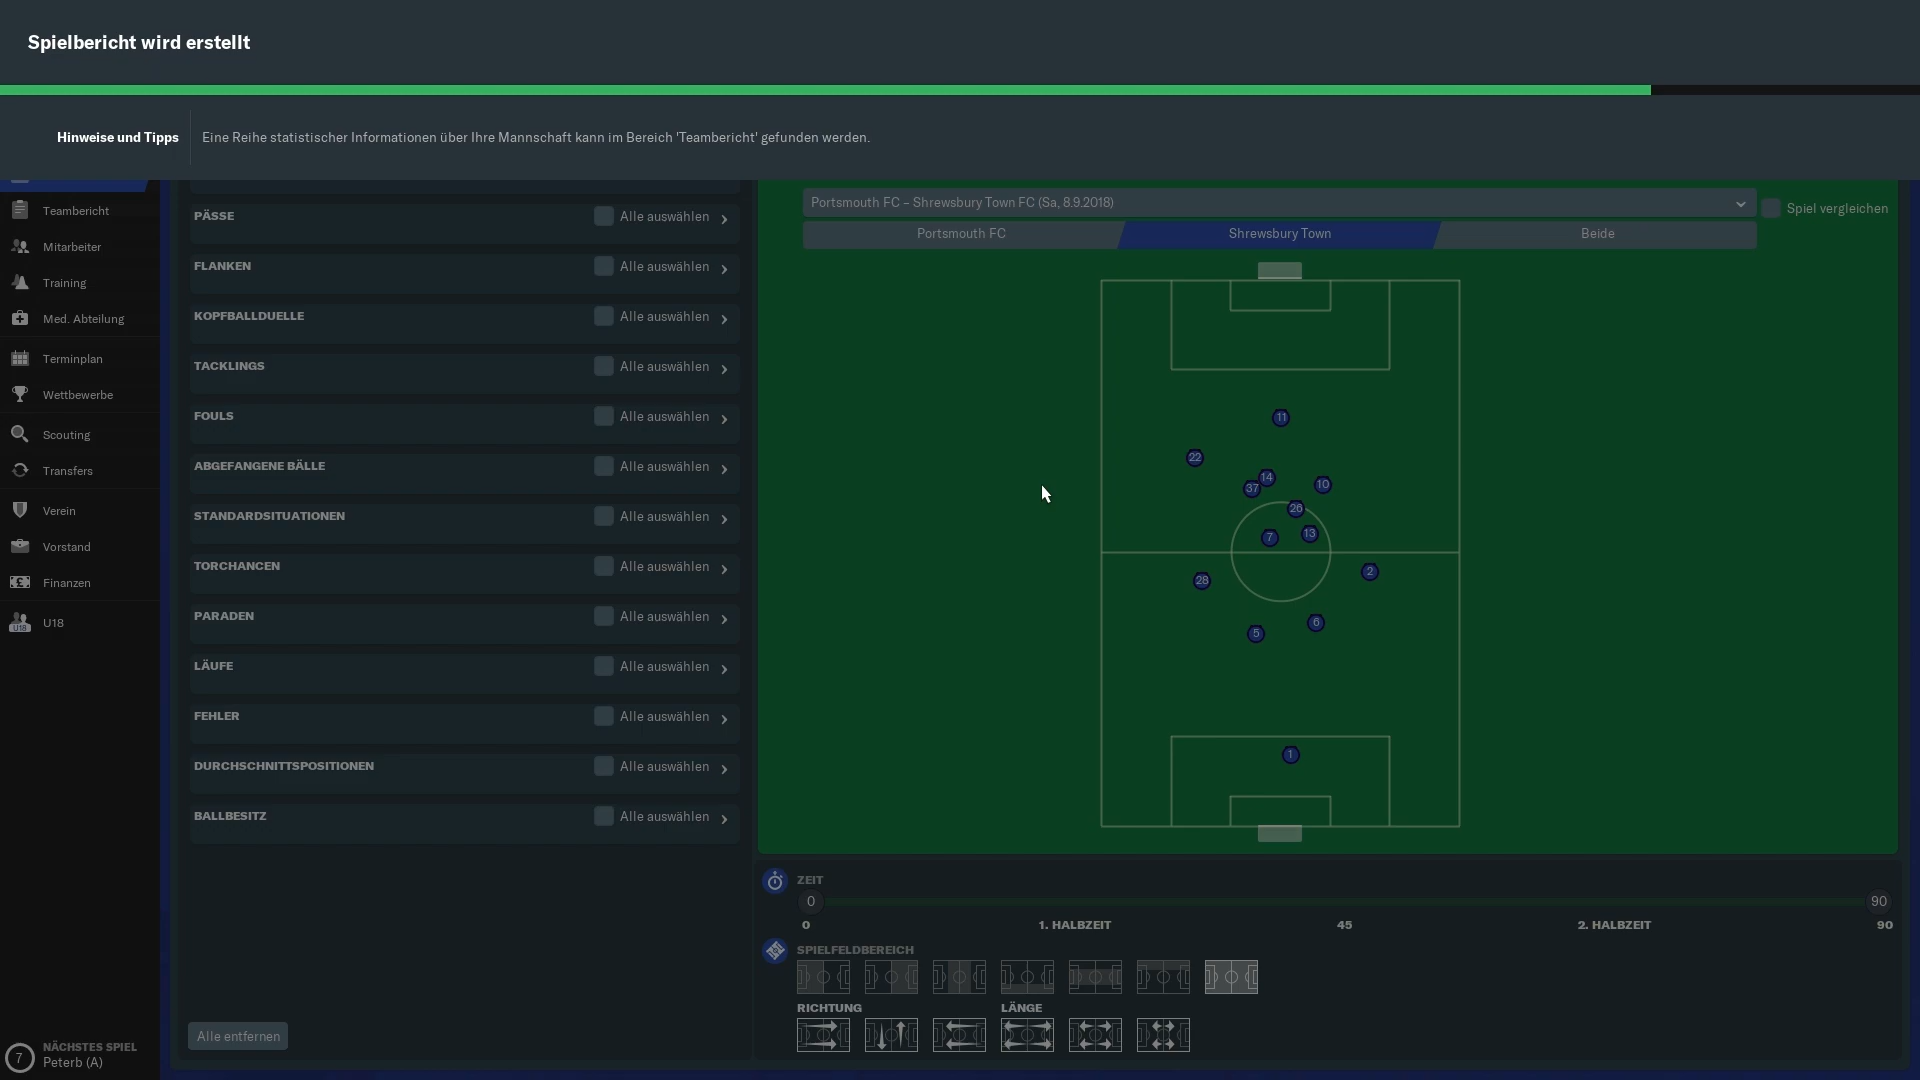 Spielbericht wird erstellt
Hinweise und Tipps
Eine Reihe statistischer Informationen über Ihre Mannschaft kann im Bereich 'Teambericht' gefunden werden.
Teambericht
Mitarbeiter
Training
Med. Abteilung
Terminplan
Wettbewerbe
Scouting
Transfers
Verein
Vorstand
Finanzen
U18
U18
7
NÄCHSTES SPIEL
Peterb (A)
PÄSSE Alle auswählen
FLANKEN Alle auswählen
KOPFBALLDUELLE Alle auswählen
TACKLINGS Alle auswählen
FOULS Alle auswählen
ABGEFANGENE BÄLLE Alle auswählen
STANDARDSITUATIONEN Alle auswählen
TORCHANCEN Alle auswählen
PARADEN Alle auswählen
LÄUFE Alle auswählen
FEHLER Alle auswählen
DURCHSCHNITTSPOSITIONEN Alle auswählen
BALLBESITZ Alle auswählen
Alle entfernen
Portsmouth FC – Shrewsbury Town FC (Sa, 8.9.2018)
Spiel vergleichen
Portsmouth FC Shrewsbury Town Beide
11
22
14
37
10
26
7
13
28
2
5
6
1
ZEIT
0 90
0 1. HALBZEIT 45 2. HALBZEIT 90
SPIELFELDBEREICH
RICHTUNG LÄNGE